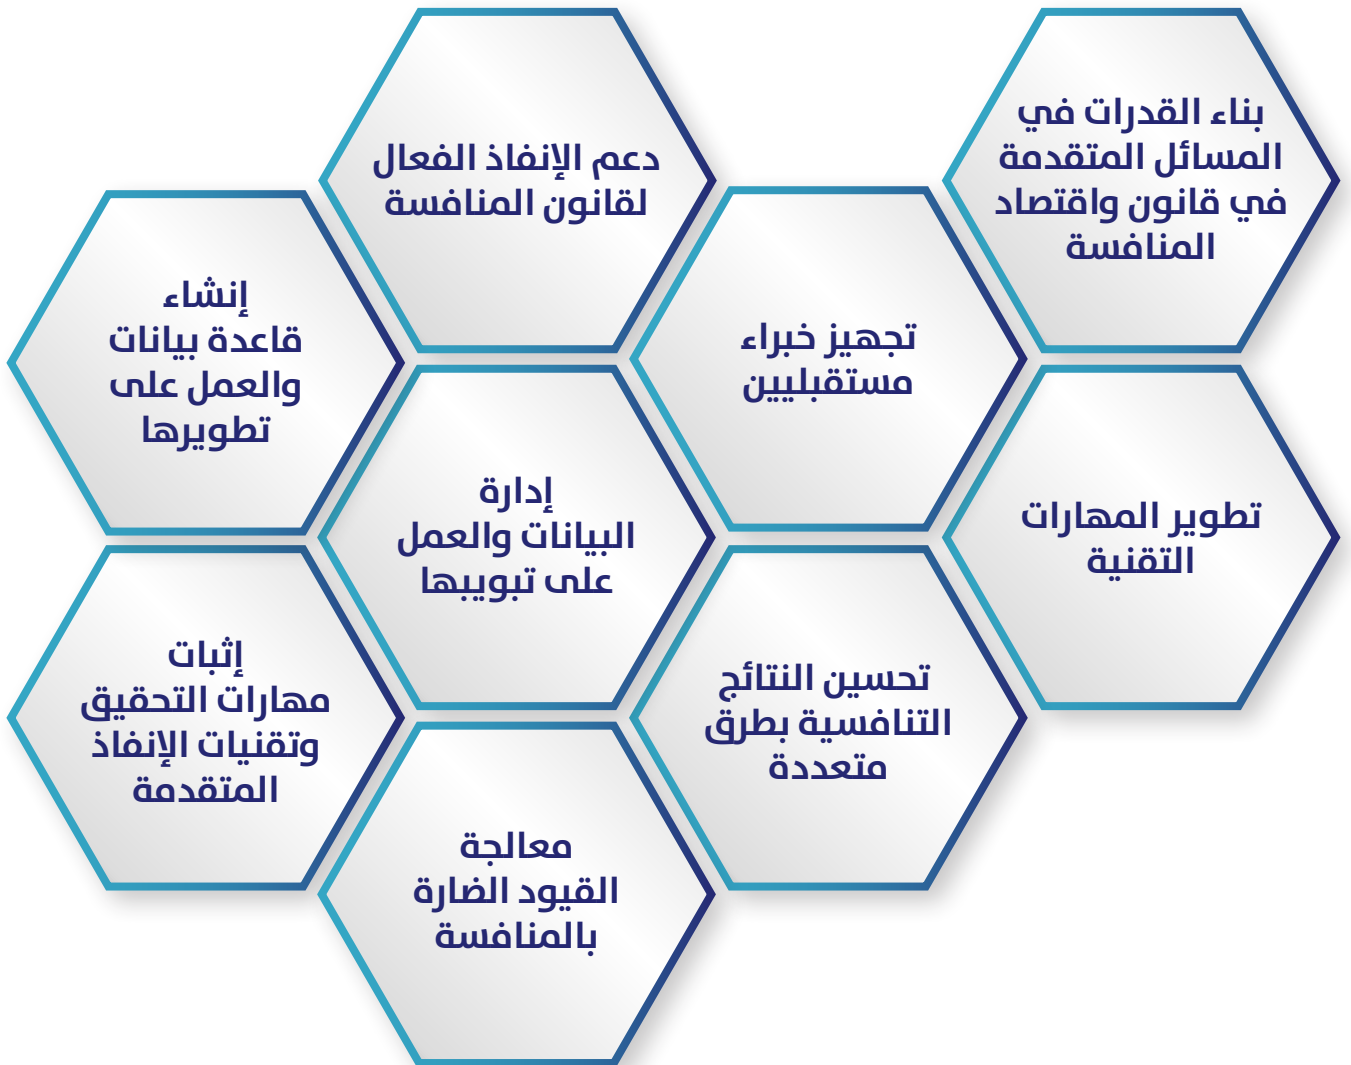 بناء القدرات في
المسائل المتقدمة
في قانون واقتصاد
المنافسة
تطوير المهارات
التقنية
تجهيز خبراء
مستقبليين
تحسين النتائج
التنافسية بطرق
متعددة
دعم الإنفاذ الفعال
لقانون المنافسة
إدارة
البيانات والعمل
على تبويبها
معالجة
القيود الضارة
بالمنافسة
إنشاء
قاعدة بيانات
والعمل على
تطويرها
إثبات
مهارات التحقيق
وتقنيات الإنفاذ
المتقدمة